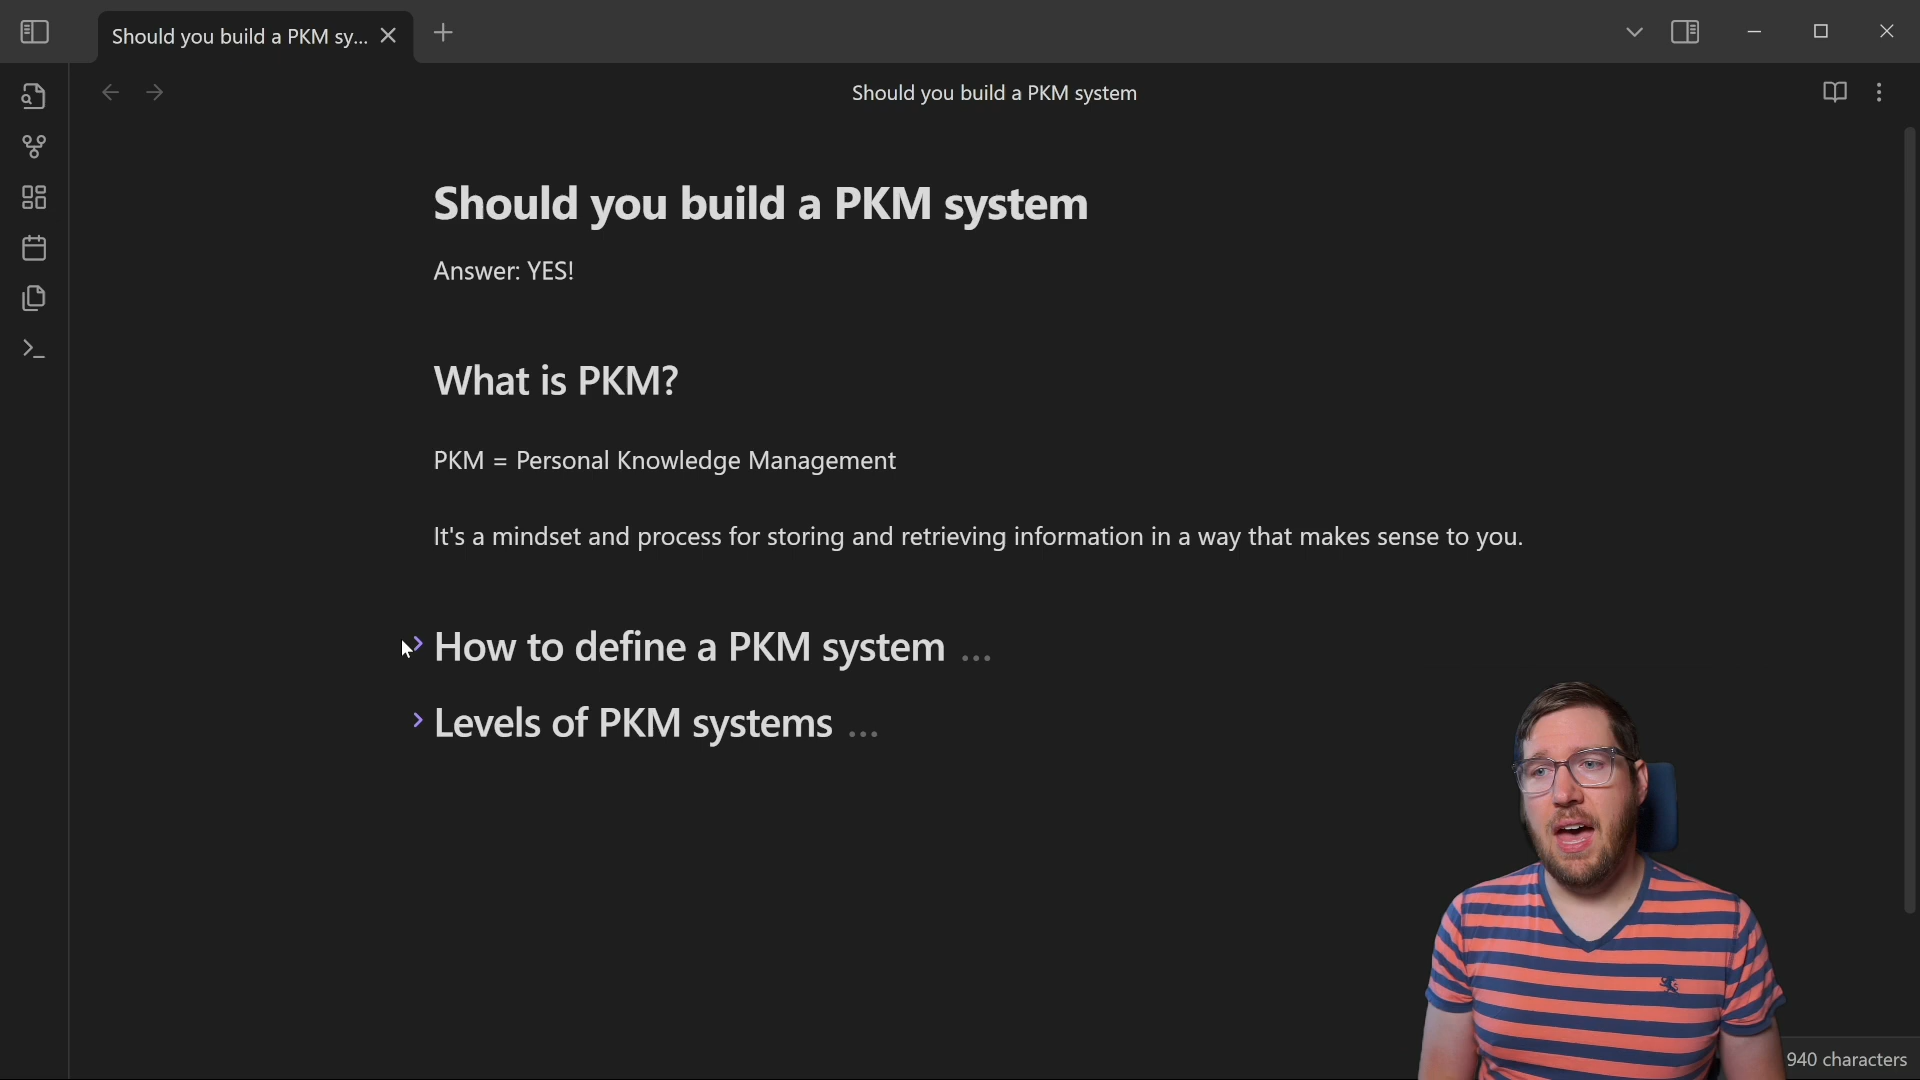 Should you build a PKM sy...
Should you build a PKM system
Should you build a PKM system
Answer: YES!
What is PKM?
PKM = Personal Knowledge Management
It's a mindset and process for storing and retrieving information in a way that makes sense to you.
How to define a PKM system ...
Levels of PKM systems ...
940 characters